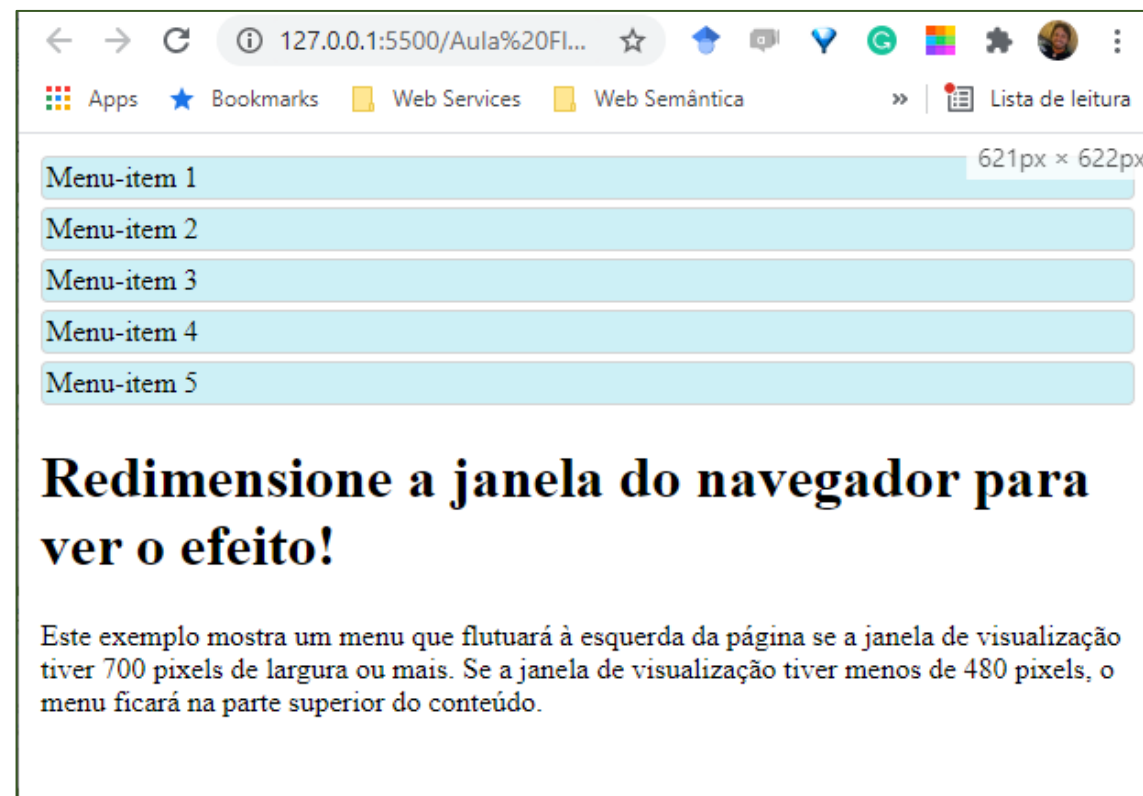 127.0.0.1:5500/Aula%20Fl...
Apps Bookmarks Web Services Web Semântica » Lista de leitura
621px × 622px
Menu-item 1
Menu-item 2
Menu-item 3
Menu-item 4
Menu-item 5
Redimensione a janela do navegador para
ver o efeito!
Este exemplo mostra um menu que flutuará à esquerda da página se a janela de visualização
tiver 700 pixels de largura ou mais. Se a janela de visualização tiver menos de 480 pixels, o
menu ficará na parte superior do conteúdo.